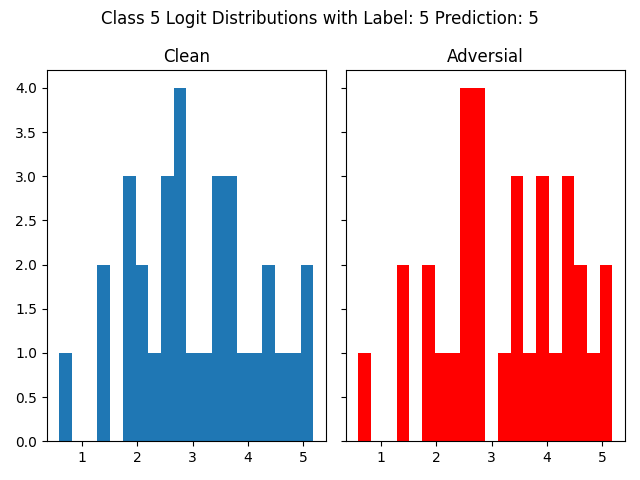 Class 5 Logit Distributions with Label: 5 Prediction: 5
Clean
Adversial
4.0
3.5
3.0
2.5
2.0
1.5
1.0
0.5
0.0
1 2 3 4 5
1 2 3 4 5